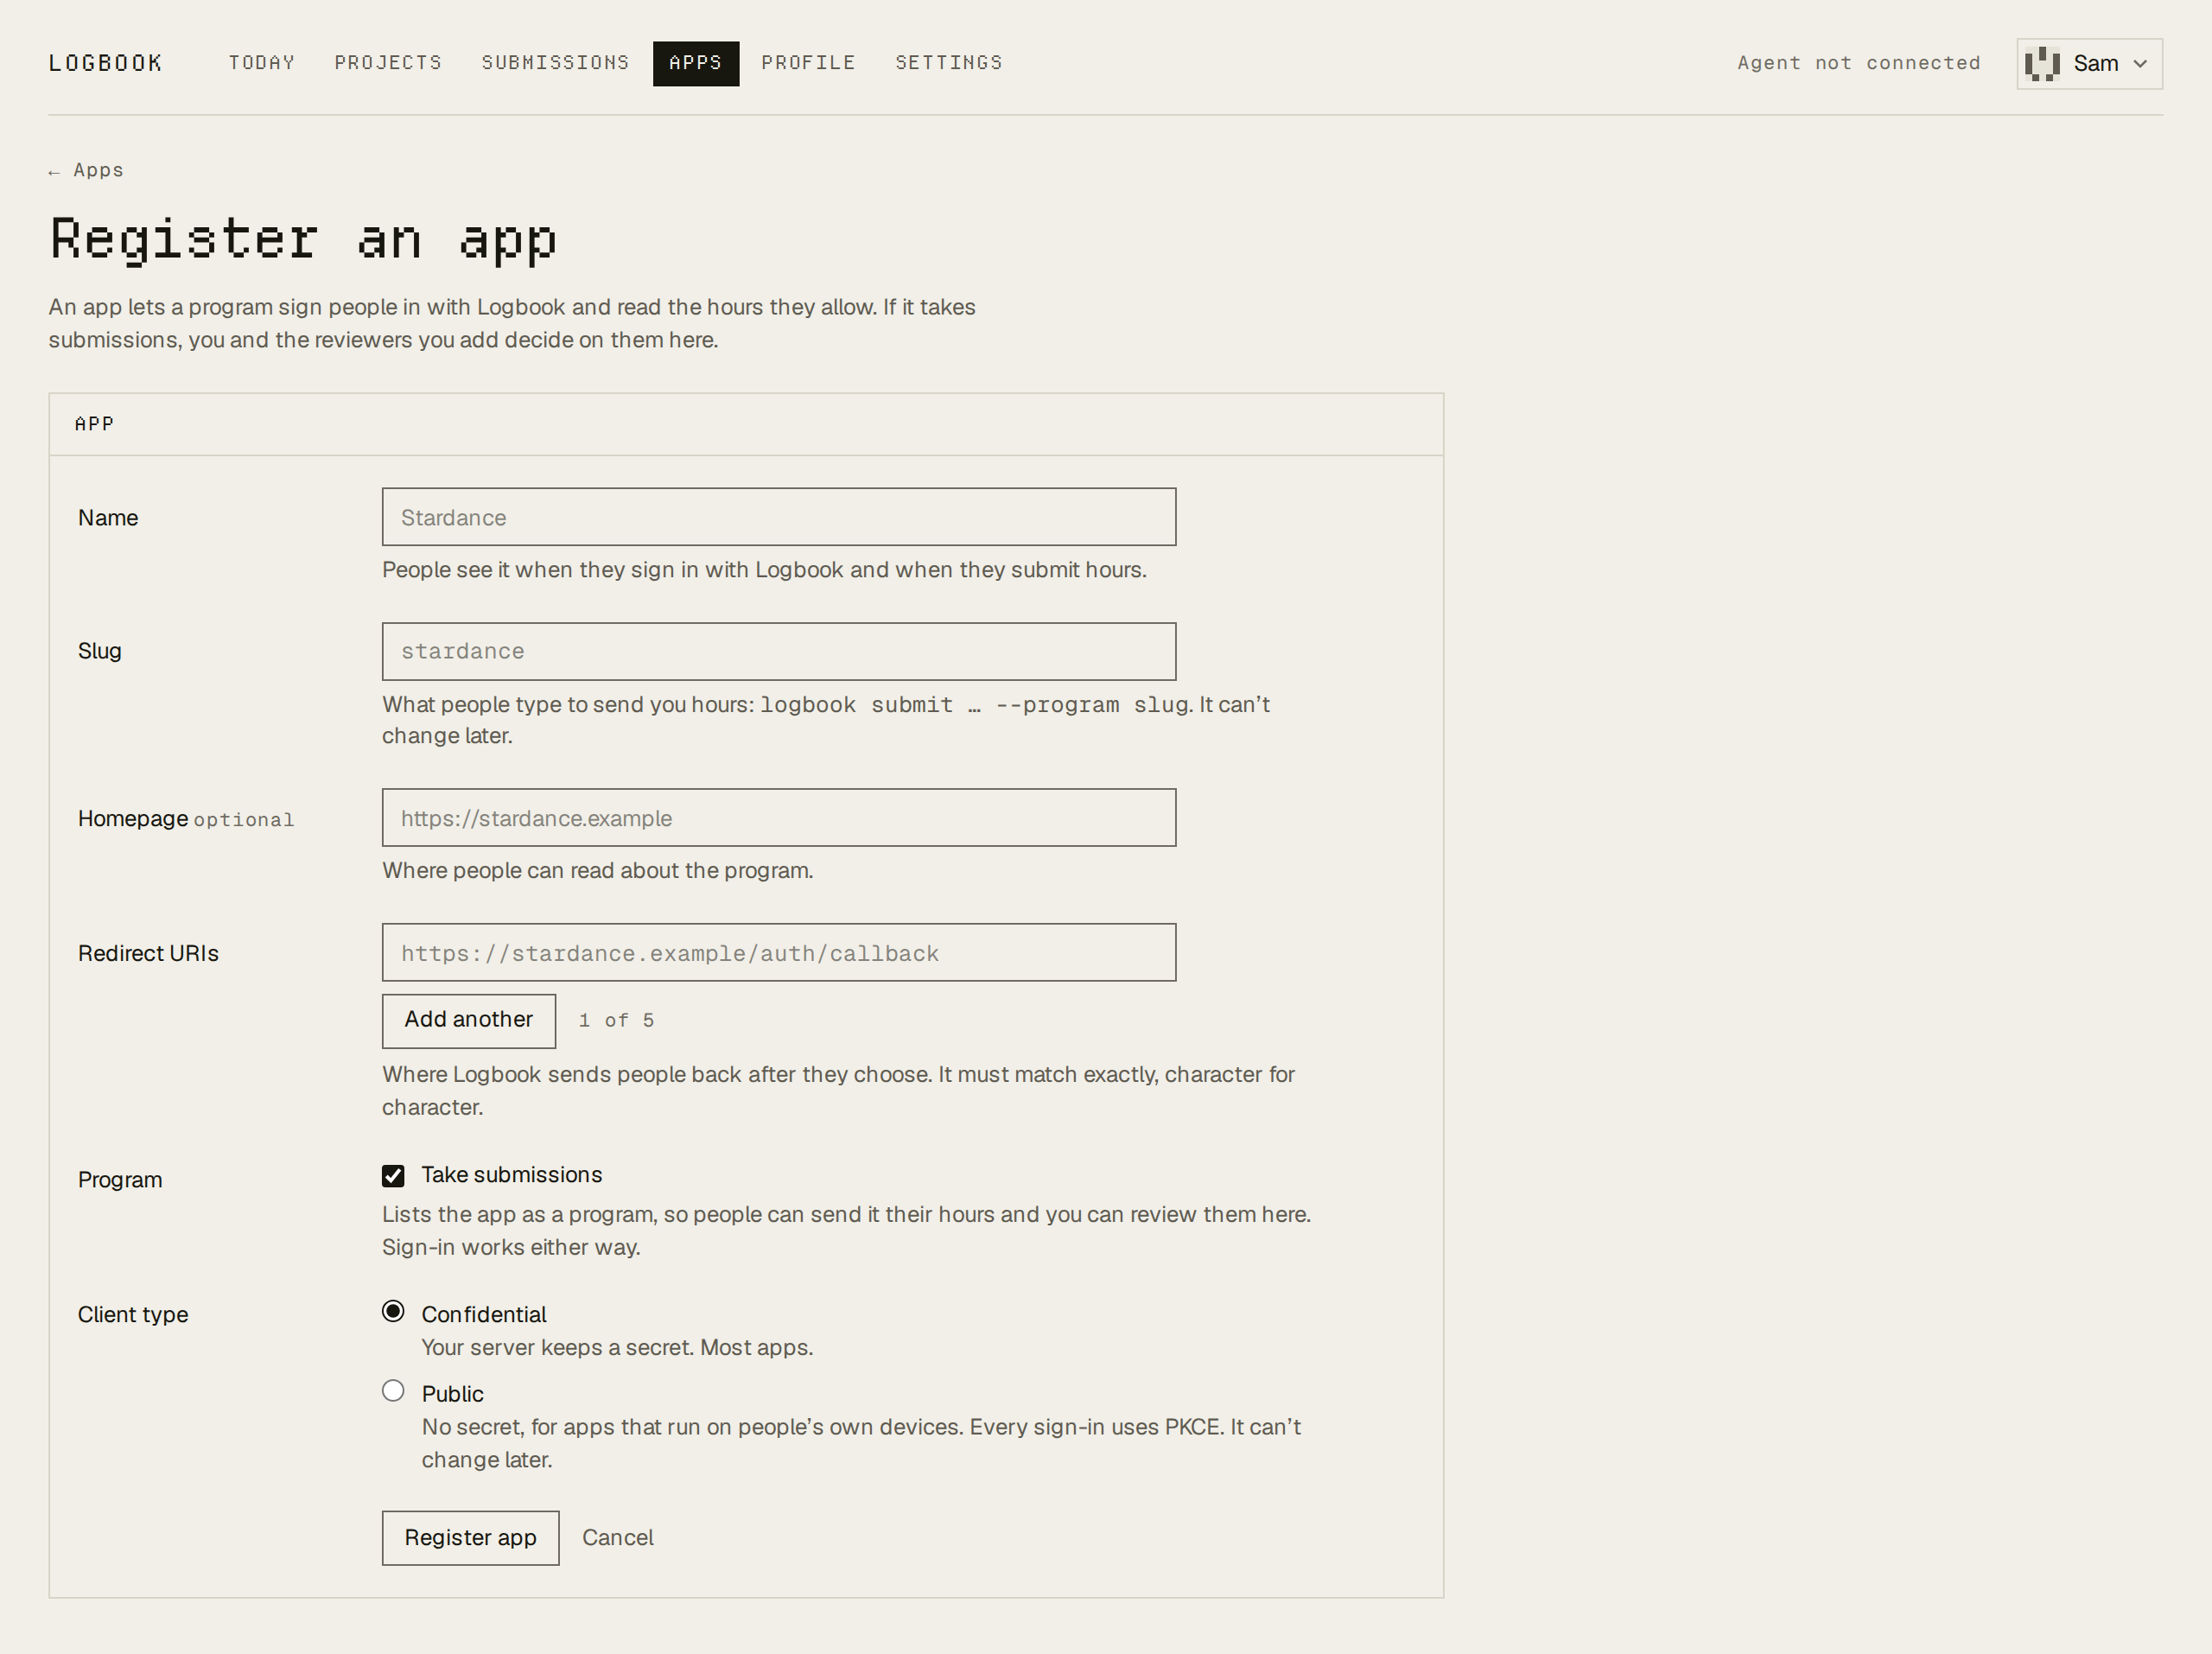 LOGBOOK TODAY PROJECTS SUBMISSIONS APPS PROFILE SETTINGS Agent not connected Sam
← Apps
Register an app
An app lets a program sign people in with Logbook and read the hours they allow. If it takes
submissions, you and the reviewers you add decide on them here.
APP
Name
Stardance
People see it when they sign in with Logbook and when they submit hours.
Slug
stardance
What people type to send you hours: logbook submit … --program slug. It can’t
change later.
Homepage optional
https://stardance.example
Where people can read about the program.
Redirect URIs
https://stardance.example/auth/callback
Add another 1 of 5
Where Logbook sends people back after they choose. It must match exactly, character for
character.
Program
Take submissions
Lists the app as a program, so people can send it their hours and you can review them here.
Sign-in works either way.
Client type
Confidential
Your server keeps a secret. Most apps.
Public
No secret, for apps that run on people’s own devices. Every sign-in uses PKCE. It can’t
change later.
Register app Cancel